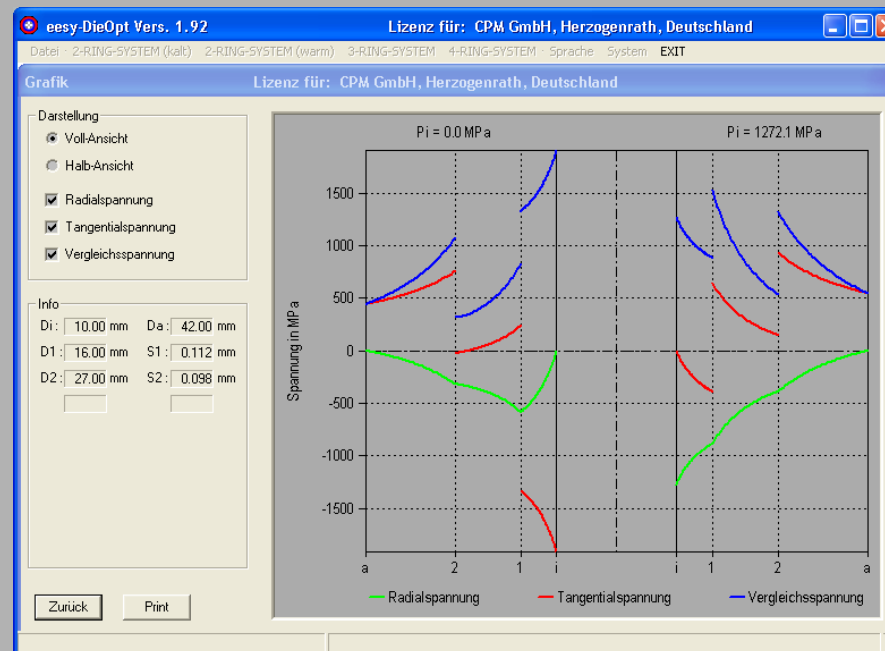 eesy-DieOpt Vers. 1.92 Lizenz für: CPM GmbH, Herzogenrath, Deutschland
Datei 2-RING-SYSTEM (kalt) 2-RING-SYSTEM (warm) 3-RING-SYSTEM 4-RING-SYSTEM Sprache System EXIT
Grafik Lizenz für: CPM GmbH, Herzogenrath, Deutschland
Darstellung
Voll-Ansicht
Halb-Ansicht
Radialspannung
Tangentialspannung
Vergleichsspannung
Info
Di: 10.00 mm Da: 42.00 mm
D1: 16.00 mm S1: 0.112 mm
D2: 27.00 mm S2: 0.098 mm
Zurück Print
Pi = 0.0 MPa Pi = 1272.1 MPa
Spannung in MPa
1500
1000
500
0
-500
-1000
-1500
a 2 1 i i 1 2 a
Radialspannung Tangentialspannung Vergleichsspannung